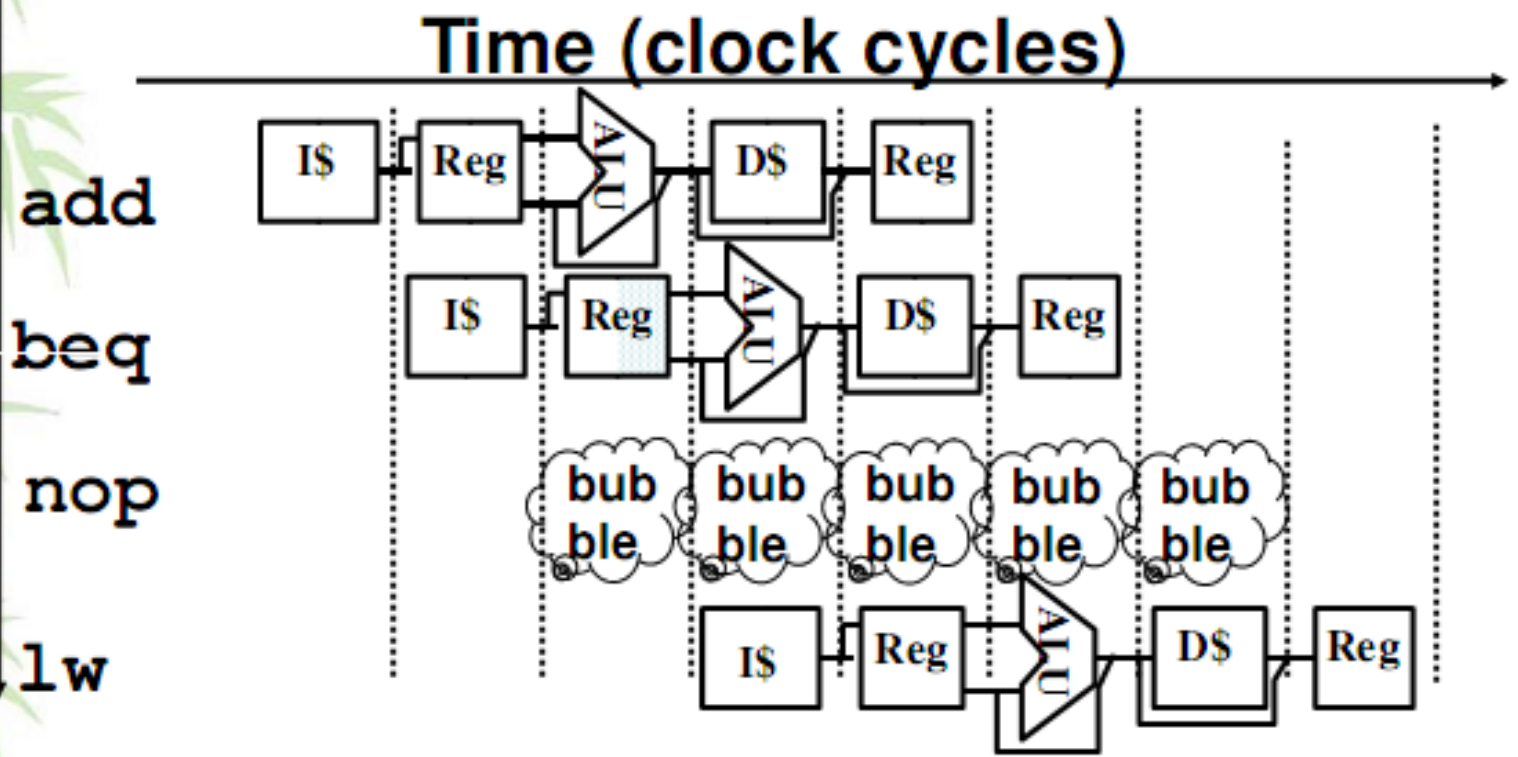 Time (clock cycles)
add
I$ Reg ALU D$ Reg
beq
I$ Reg ALU D$ Reg
nop
bub bub bub bub bub
ble ble ble ble ble
lw
I$ Reg ALU D$ Reg